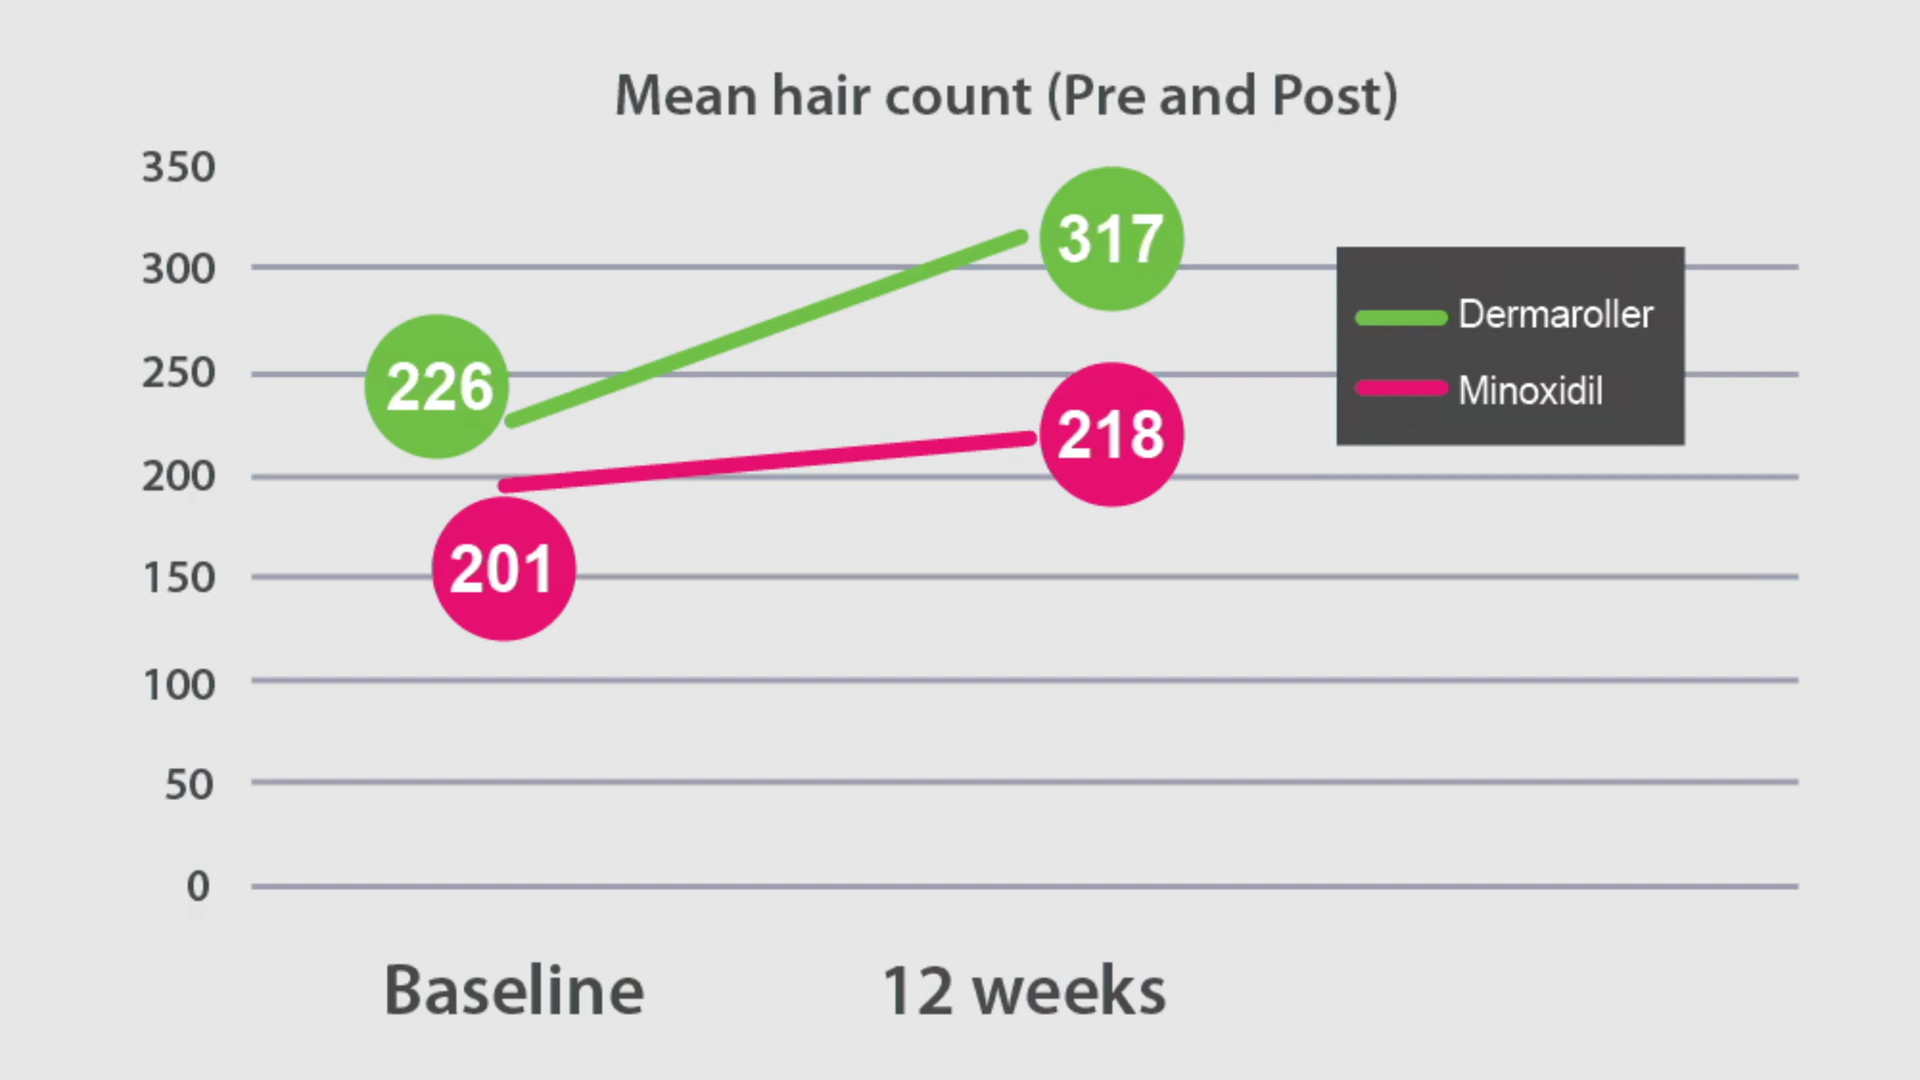 Mean hair count (Pre and Post)
350
300
250
200
150
100
50
0
226
317
201
218
Dermaroller
Minoxidil
Baseline
12 weeks